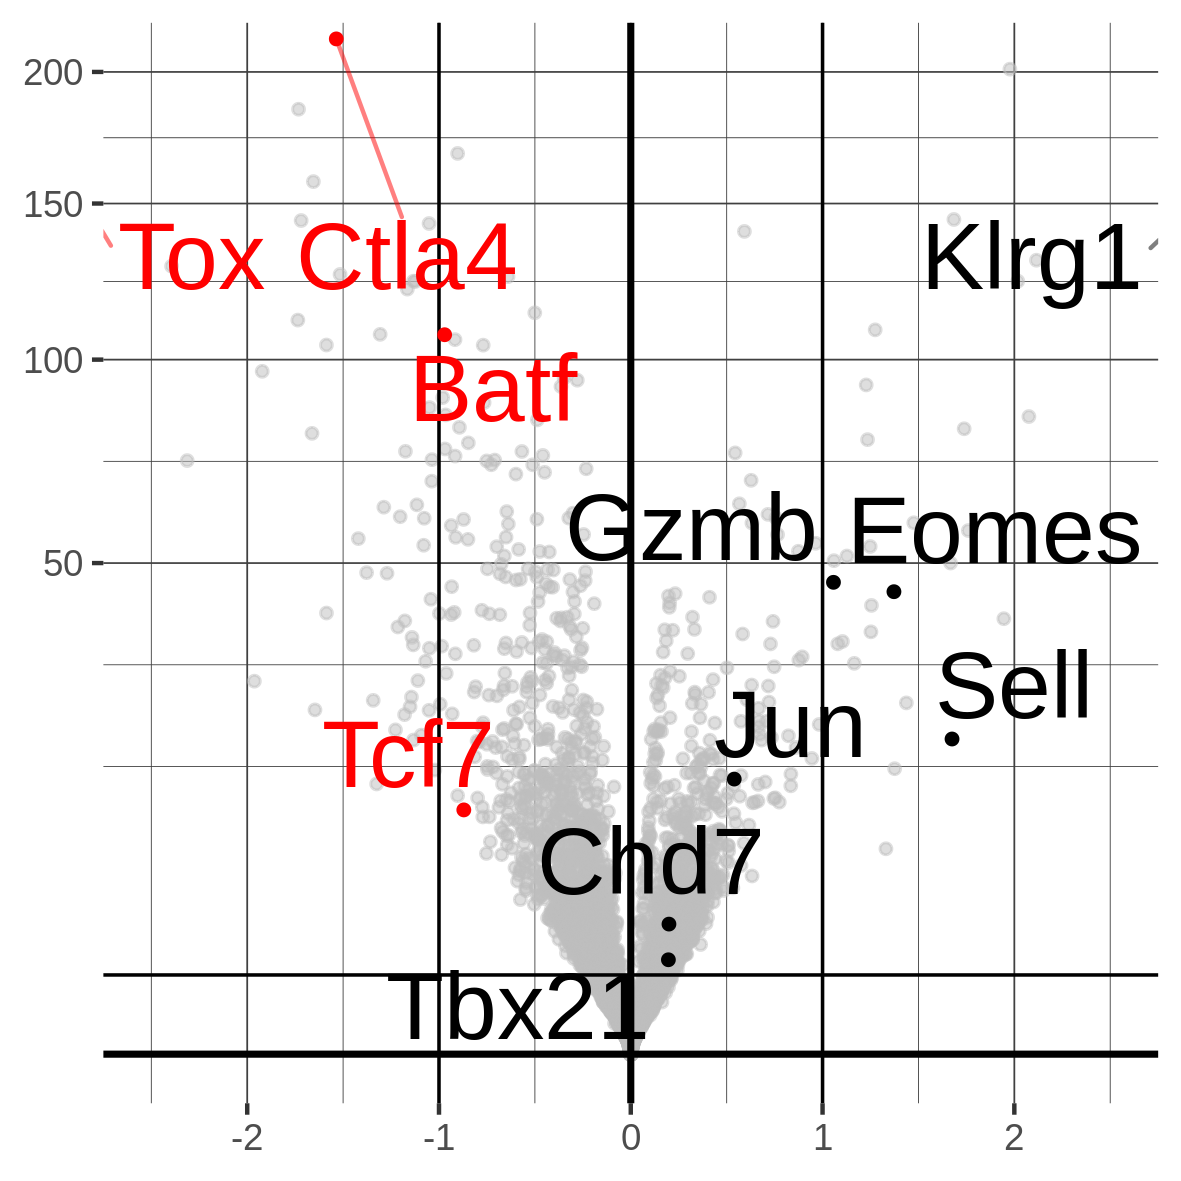 200
150
Tox Ctla4
Klrg1
100
Batf
Gzmb Eomes
50
Sell
Jun
Tcf7
Chd7
Tbx21
-2 -1 0 1 2